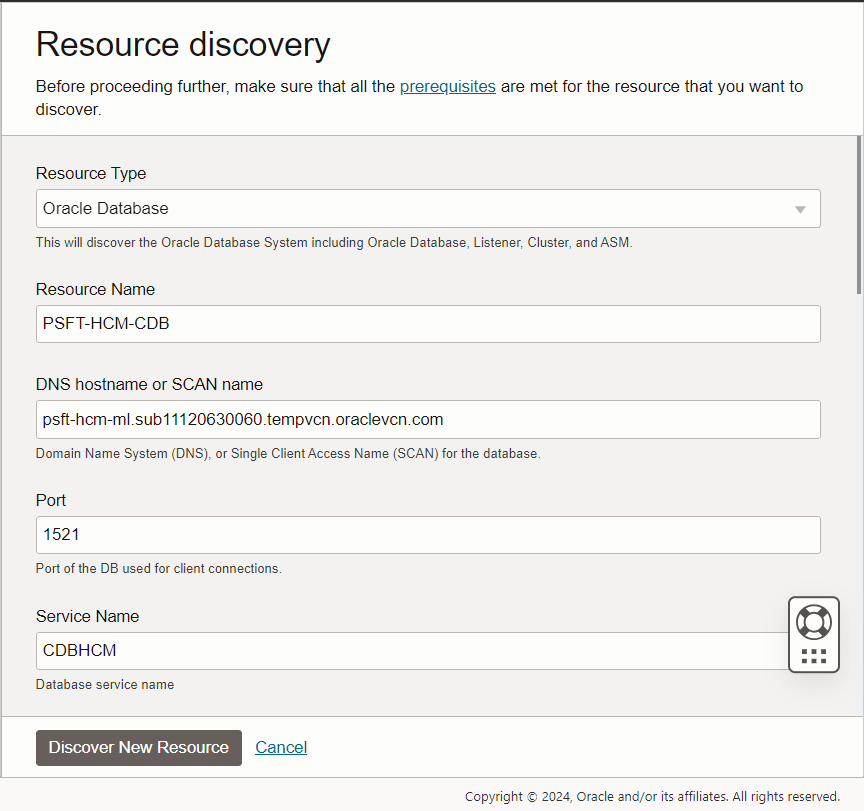 Resource discovery
Before proceeding further, make sure that all the prerequisites are met for the resource that you want to
discover.
Resource Type
Oracle Database
This will discover the Oracle Database System including Oracle Database, Listener, Cluster, and ASM.
Resource Name
PSFT-HCM-CDB
DNS hostname or SCAN name
psft-hcm-ml.sub11120630060.tempvcn.oraclevcn.com
Domain Name System (DNS), or Single Client Access Name (SCAN) for the database.
Port
1521
Port of the DB used for client connections.
Service Name
CDBHCM
Database service name
Discover New Resource Cancel
Copyright © 2024, Oracle and/or its affiliates. All rights reserved.